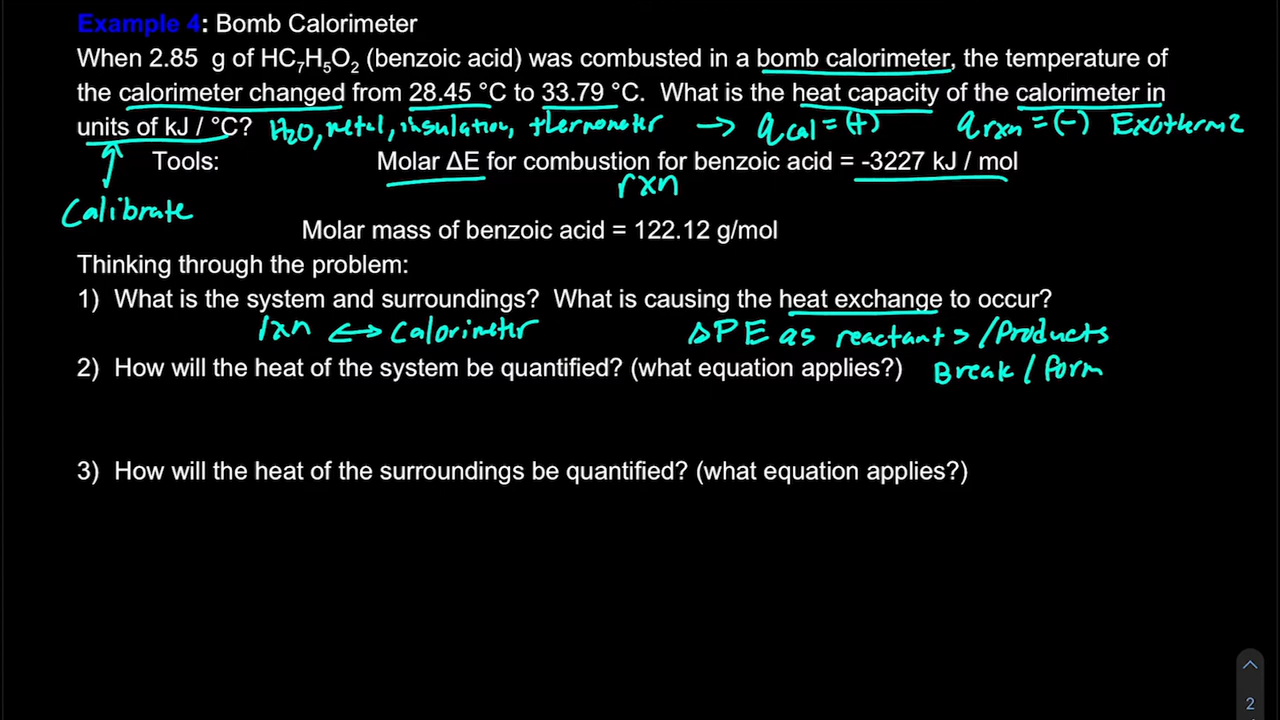 Example 4: Bomb Calorimeter
When 2.85 g of HC₇H₅O₂ (benzoic acid) was combusted in a bomb calorimeter, the temperature of
the calorimeter changed from 28.45 °C to 33.79 °C. What is the heat capacity of the calorimeter in
units of kJ / °C? H₂O, metal, insulation, thermometer → qcal = (+) qrxn = (-) Exothermz
Tools: Molar ΔE for combustion for benzoic acid = -3227 kJ / mol
rxn
Calibrate
Molar mass of benzoic acid = 122.12 g/mol
Thinking through the problem:
1) What is the system and surroundings? What is causing the heat exchange to occur?
rxn ↔ Calorimeter ΔPE as reactants/Products
2) How will the heat of the system be quantified? (what equation applies?) Break / form
3) How will the heat of the surroundings be quantified? (what equation applies?)
2